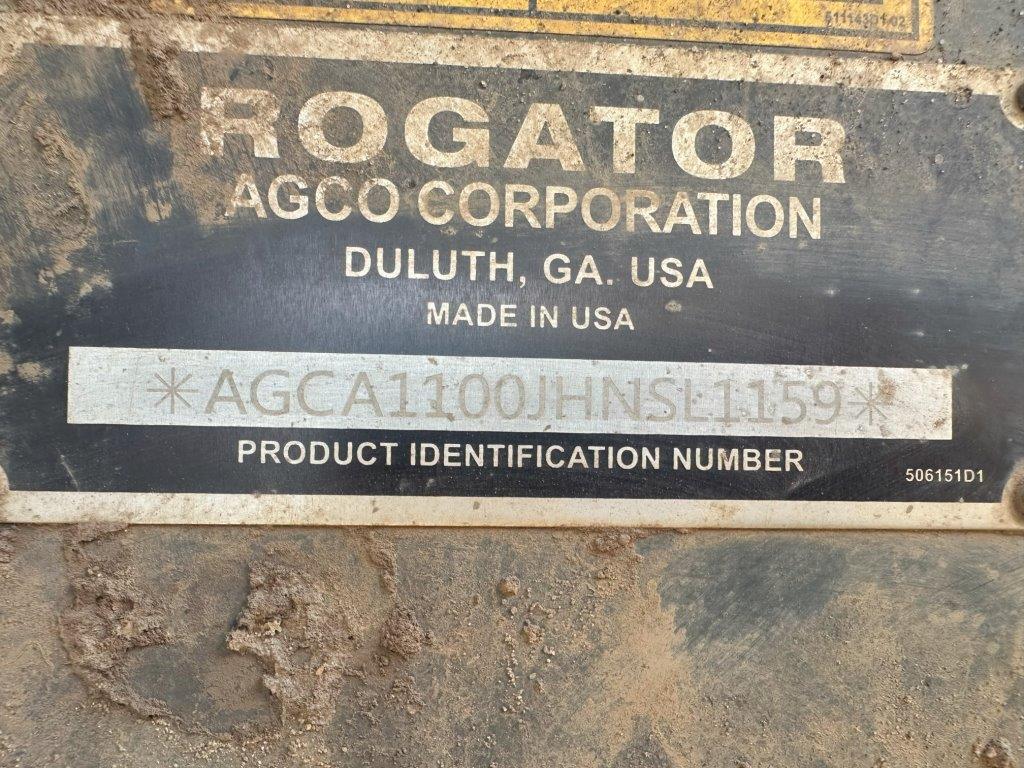 ROGATOR
AGCO CORPORATION
DULUTH, GA. USA
MADE IN USA
*AGCA1100JHNSL1159*
PRODUCT IDENTIFICATION NUMBER
506151D1